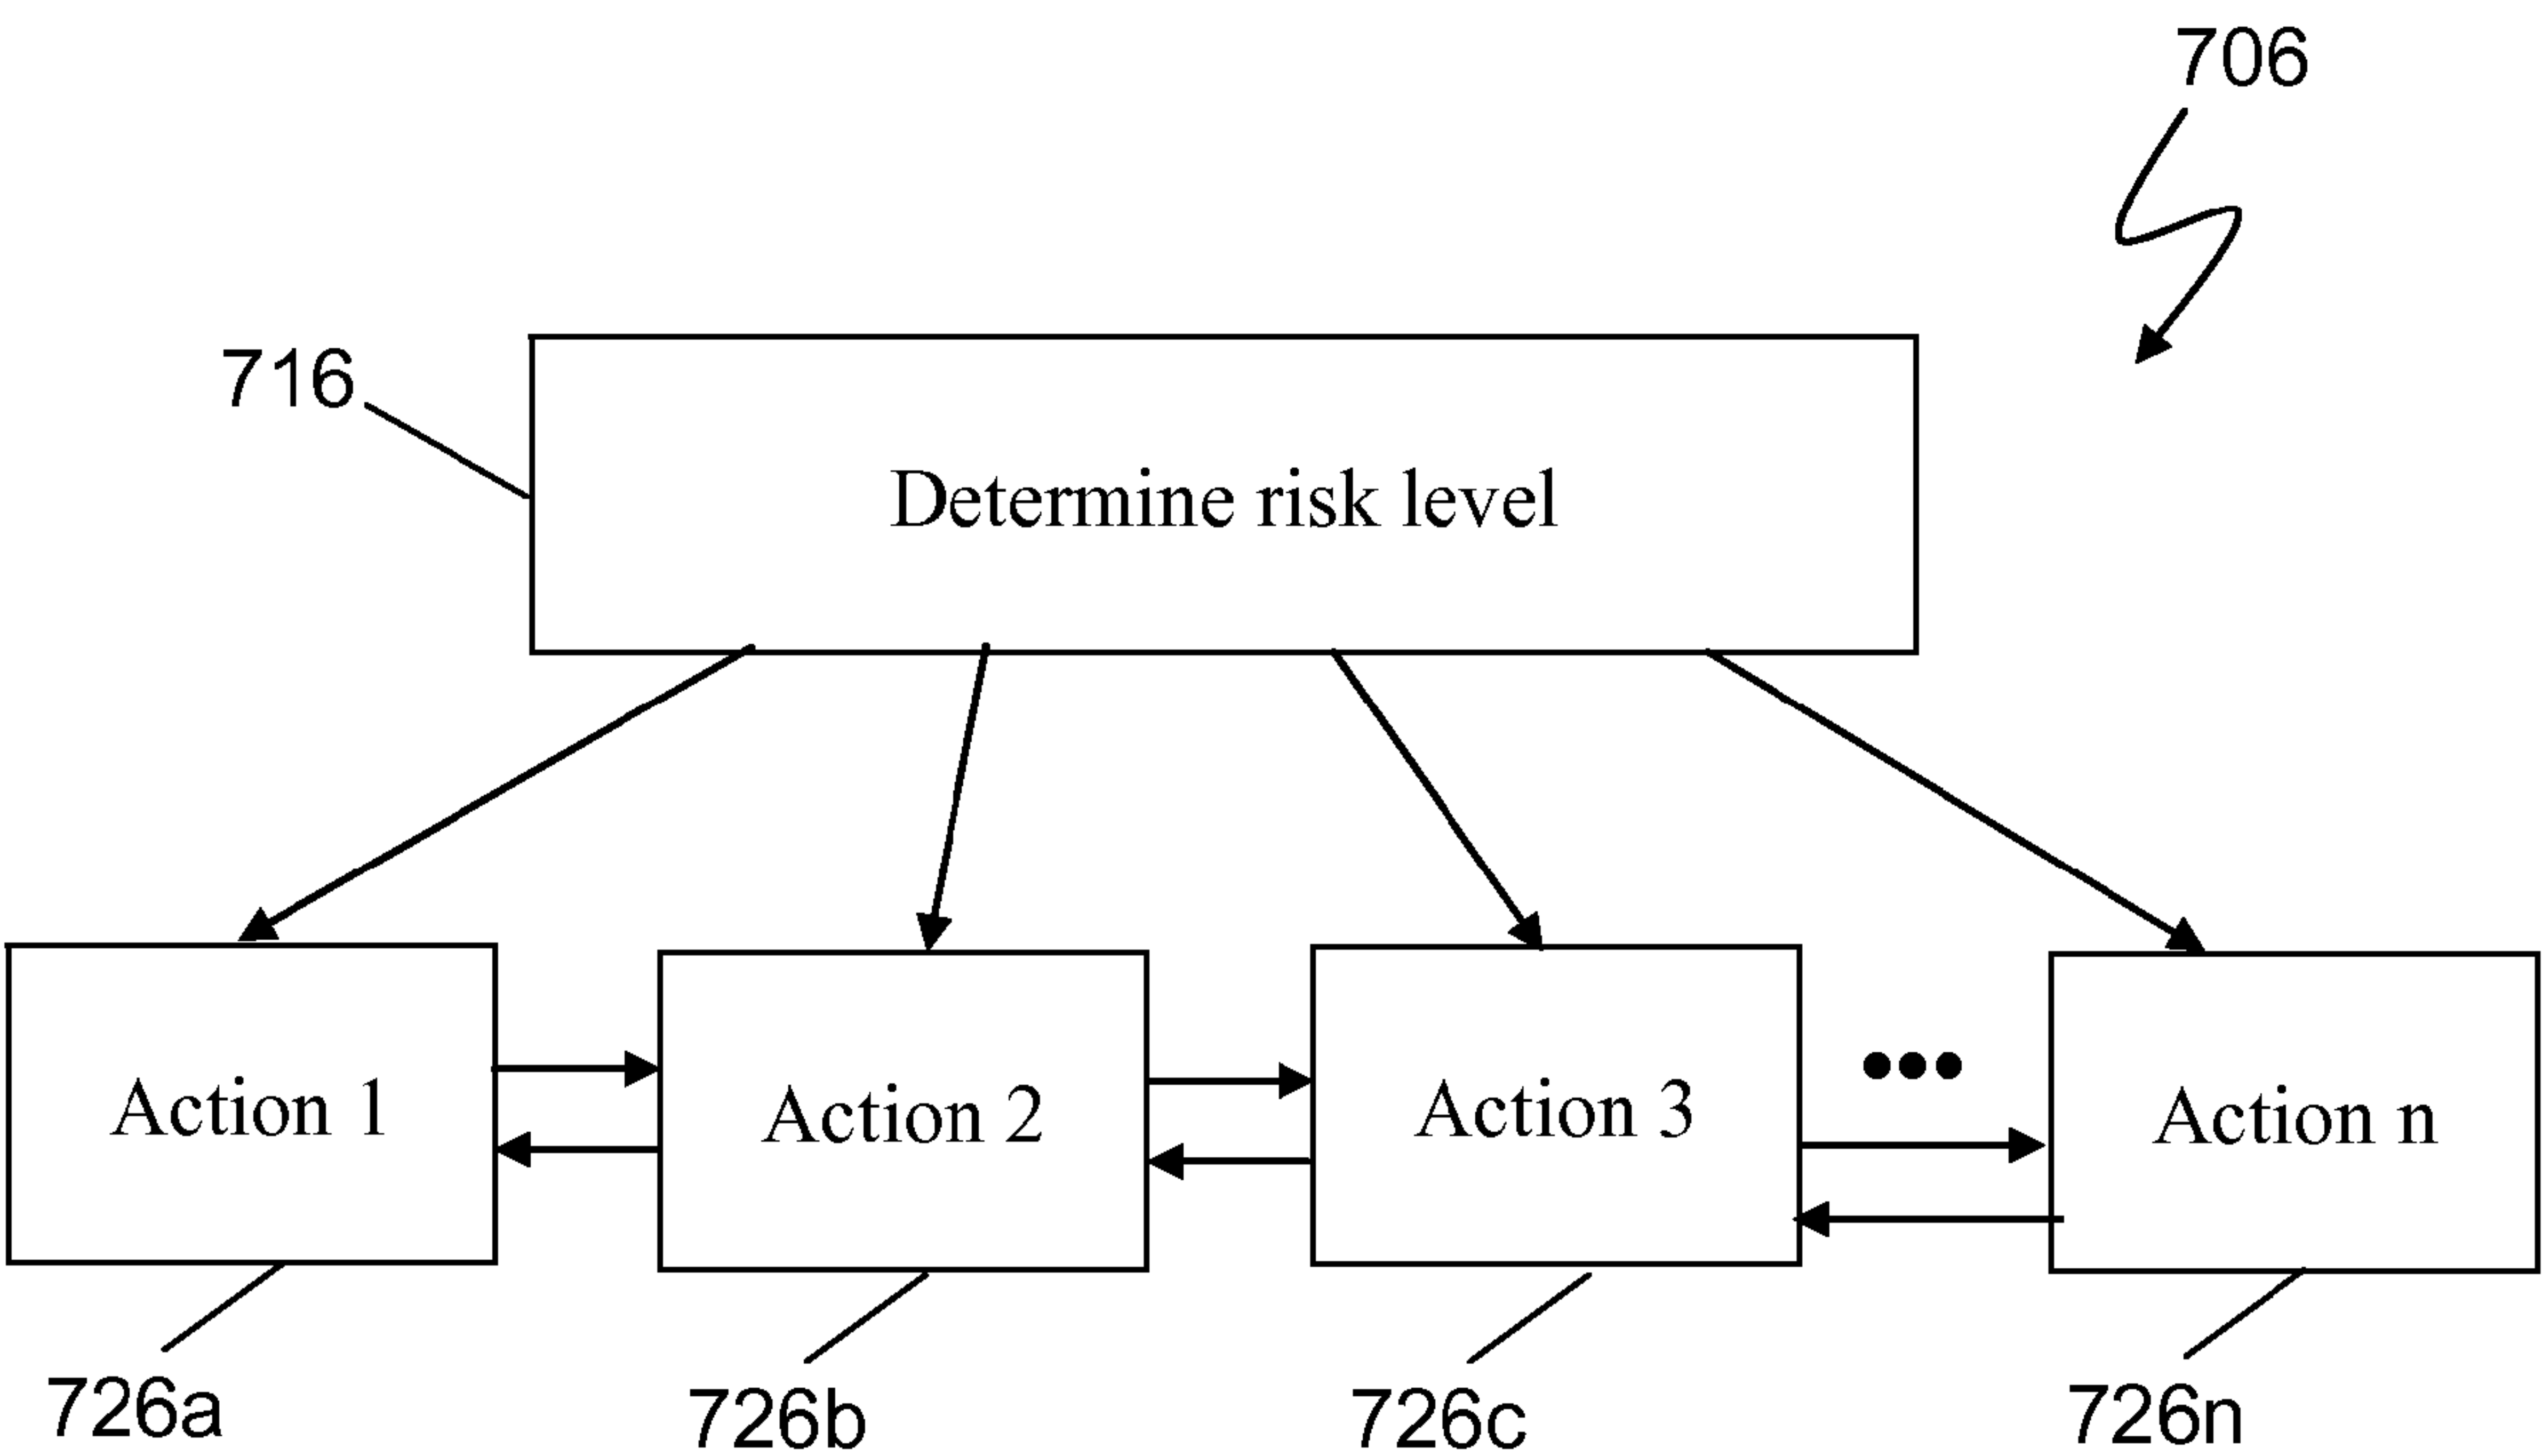 706
716
Determine risk level
Action 1
Action 2
Action 3
•••
Action n
726a
726b
726c
726n